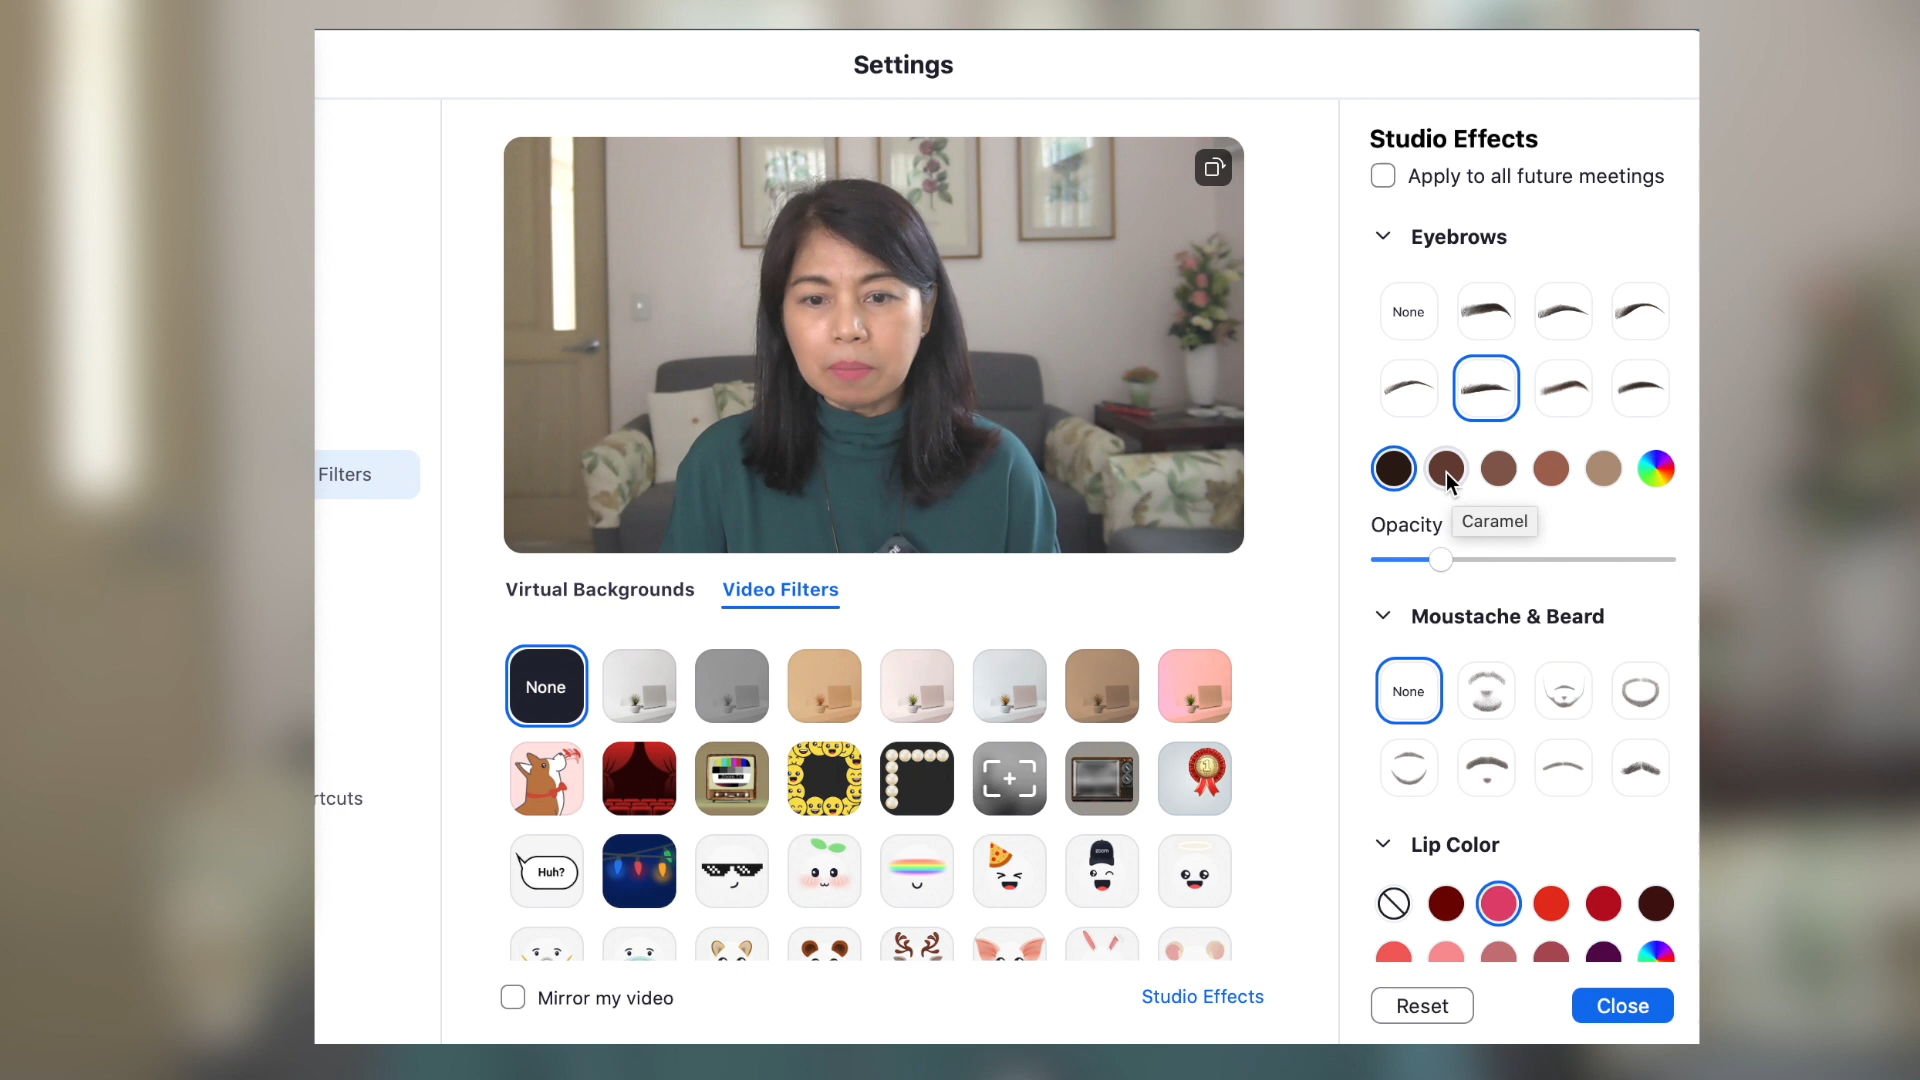 Settings
Filters
rtcuts
Virtual Backgrounds
Video Filters
None
Huh?
zoom
Mirror my video
Studio Effects
Studio Effects
Apply to all future meetings
Eyebrows
None
Opacity
Caramel
Moustache & Beard
None
Lip Color
Reset
Close